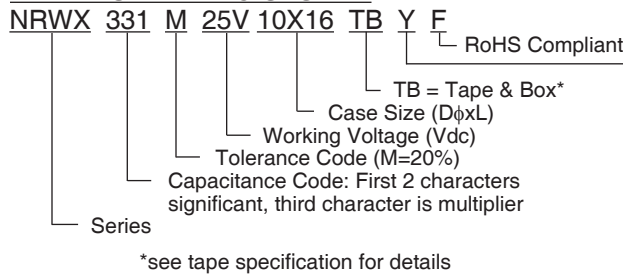 NRWX 331 M 25V 10X16 TB Y F
RoHS Compliant
TB = Tape & Box*
Case Size (DϕxL)
Working Voltage (Vdc)
Tolerance Code (M=20%)
Capacitance Code: First 2 characters
significant, third character is multiplier
Series
*see tape specification for details